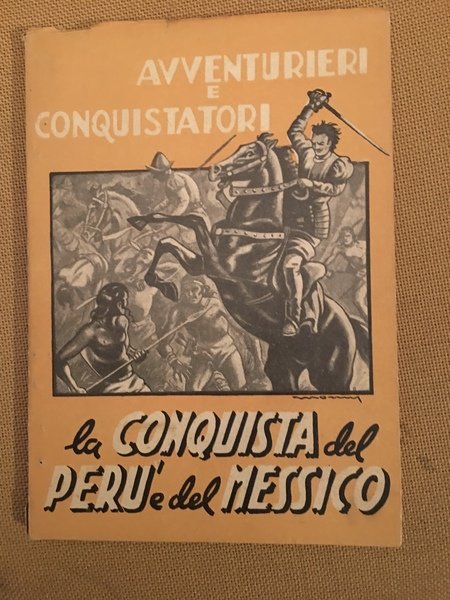 AVVENTURIERI
E
CONQUISTATORI
la CONQUISTA del
PERU' e del MESSICO